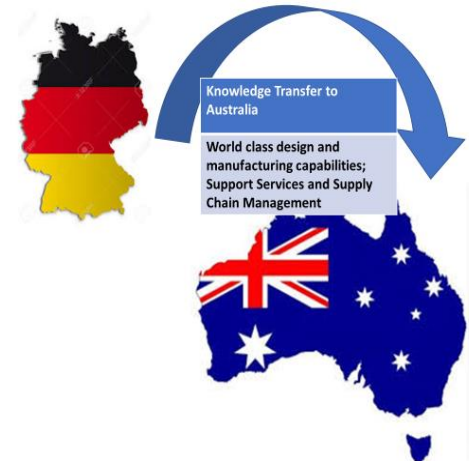 Knowledge Transfer to
Australia
World class design and
manufacturing capabilities;
Support Services and Supply
Chain Management